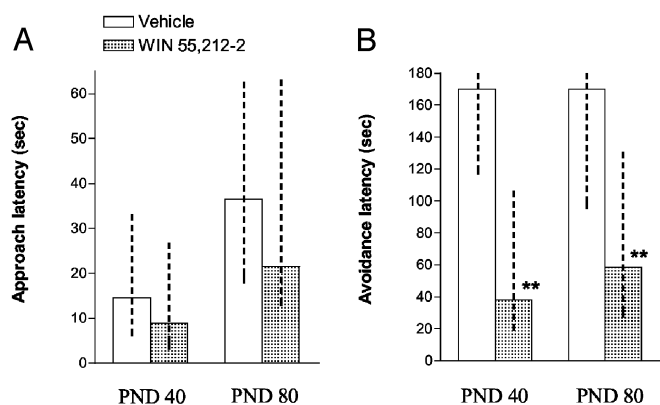 A
Vehicle
WIN 55,212-2
Approach latency (sec)
60
50
40
30
20
10
0
PND 40
PND 80
B
Avoidance latency (sec)
180
160
140
120
100
80
60
40
20
0
**
**
PND 40
PND 80